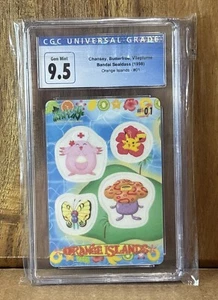 CGC UNIVERSAL GRADE
Gem Mint
9.5
Chansey, Butterfree, Vileplume
Bandai Sealdass (1999)
Orange Islands - #01
01
ORANGE ISLANDS